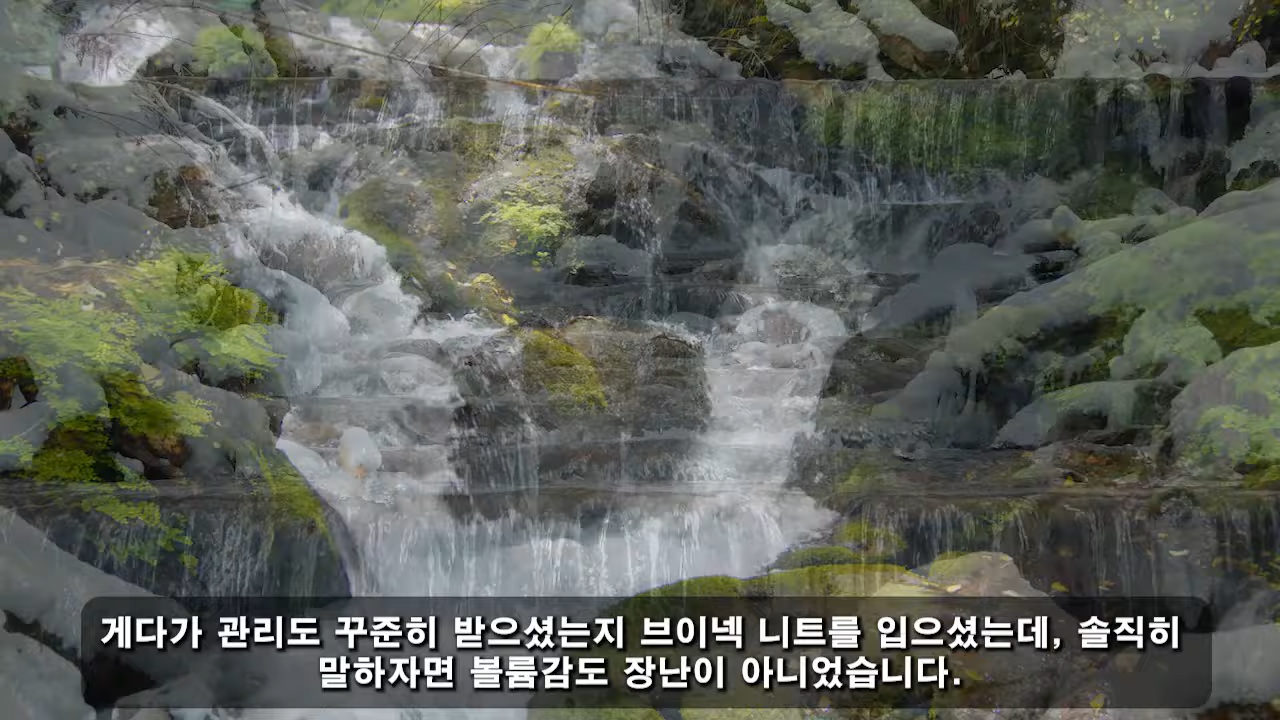 게다가 관리도 꾸준히 받으셨는지 브이넥 니트를 입으셨는데, 솔직히
말하자면 볼륨감도 장난이 아니었습니다.